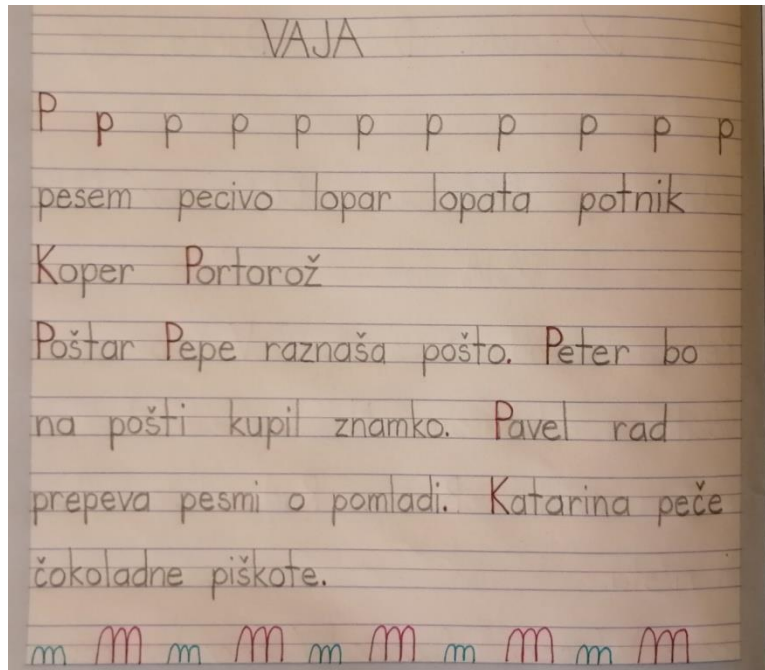 VAJA
P p p p p p p p p p p
pesem pecivo lopar lopata potnik
Koper Portorož
Poštar Pepe raznaša pošto. Peter bo
na pošti kupil znamko. Pavel rad
prepeva pesmi o pomladi. Katarina peče
čokoladne piškote.
m m m m m m m m m m